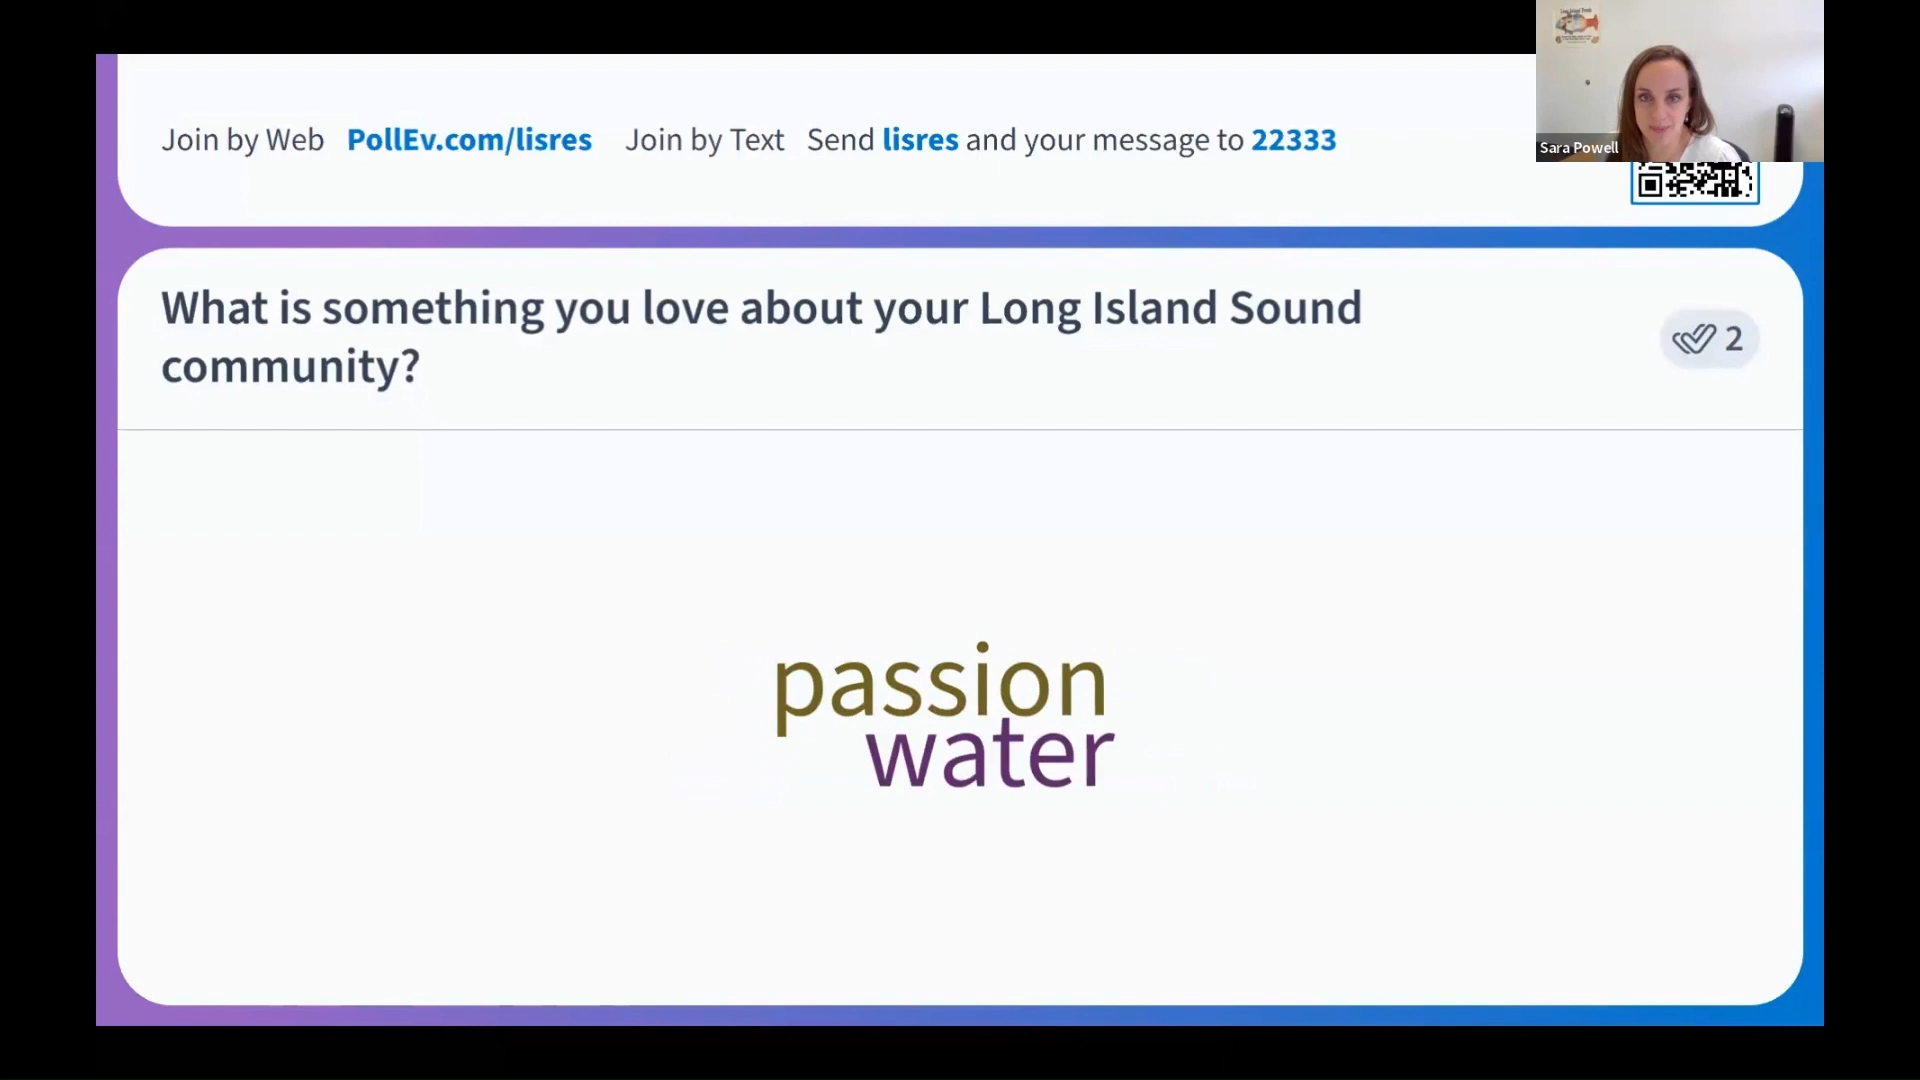 Join by Web PollEv.com/lisres Join by Text Send lisres and your message to 22333
Sara Powell
What is something you love about your Long Island Sound
community?
2
passion
water